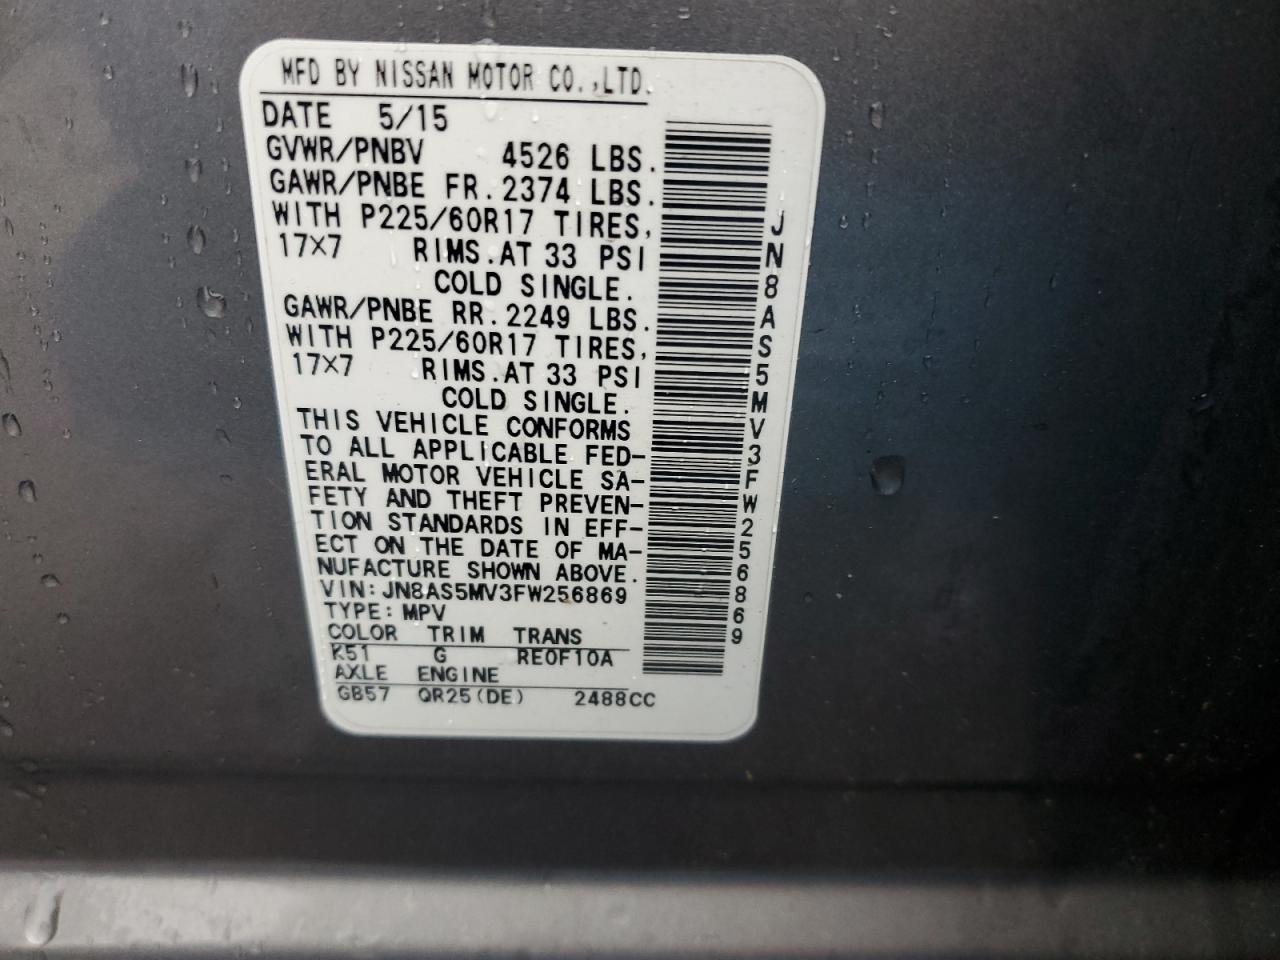 MFD BY NISSAN MOTOR CO.,LTD.
DATE 5/15
GVWR/PNBV 4526 LBS.
GAWR/PNBE FR.2374 LBS.
WITH P225/60R17 TIRES,
17×7 RIMS.AT 33 PSI
COLD SINGLE.
GAWR/PNBE RR.2249 LBS.
WITH P225/60R17 TIRES,
17×7 RIMS.AT 33 PSI
COLD SINGLE.
THIS VEHICLE CONFORMS
TO ALL APPLICABLE FED-
ERAL MOTOR VEHICLE SA-
FETY AND THEFT PREVEN-
TION STANDARDS IN EFF-
ECT ON THE DATE OF MA-
NUFACTURE SHOWN ABOVE.
VIN:JN8AS5MV3FW256869
TYPE:MPV
COLOR TRIM TRANS
K51 G RE0F10A
AXLE ENGINE
GB57 QR25(DE) 2488CC
JN8AS5MV3FW256869